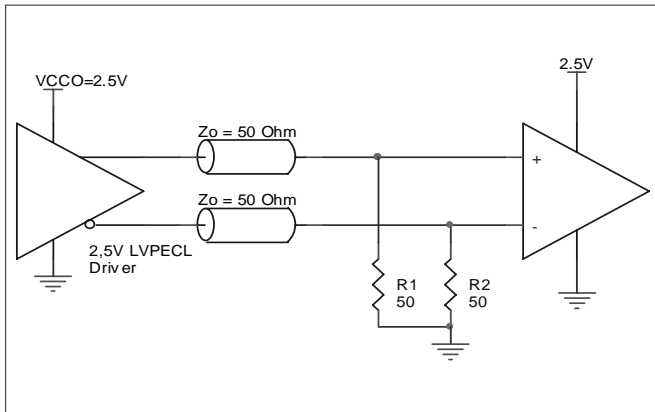 VCCO=2.5V
2.5V
Zo = 50 Ohm
+
Zo = 50 Ohm
-
2,5V LVPECL
Driver
R1
50
R2
50